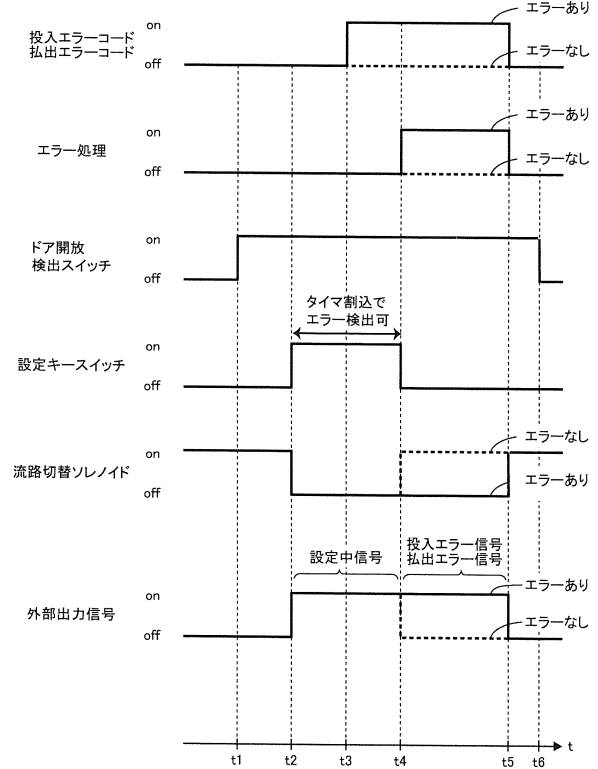 投入エラーコード
払出エラーコード
on
off
エラーあり
エラーなし
エラー処理
on
off
エラーあり
エラーなし
ドア開放
検出スイッチ
on
off
タイマ割込で
エラー検出可
設定キースイッチ
on
off
流路切替ソレノイド
on
off
エラーなし
エラーあり
設定中信号
投入エラー信号
払出エラー信号
外部出力信号
on
off
エラーあり
エラーなし
t1 t2 t3 t4 t5 t6 t